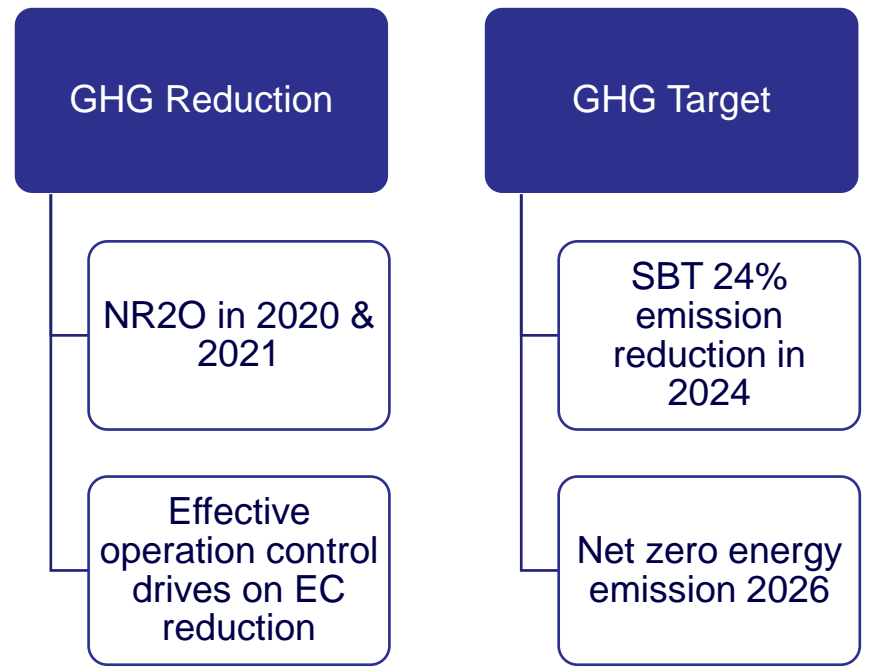 GHG Reduction
NR2O in 2020 &
2021
Effective
operation control
drives on EC
reduction
GHG Target
SBT 24%
emission
reduction in
2024
Net zero energy
emission 2026